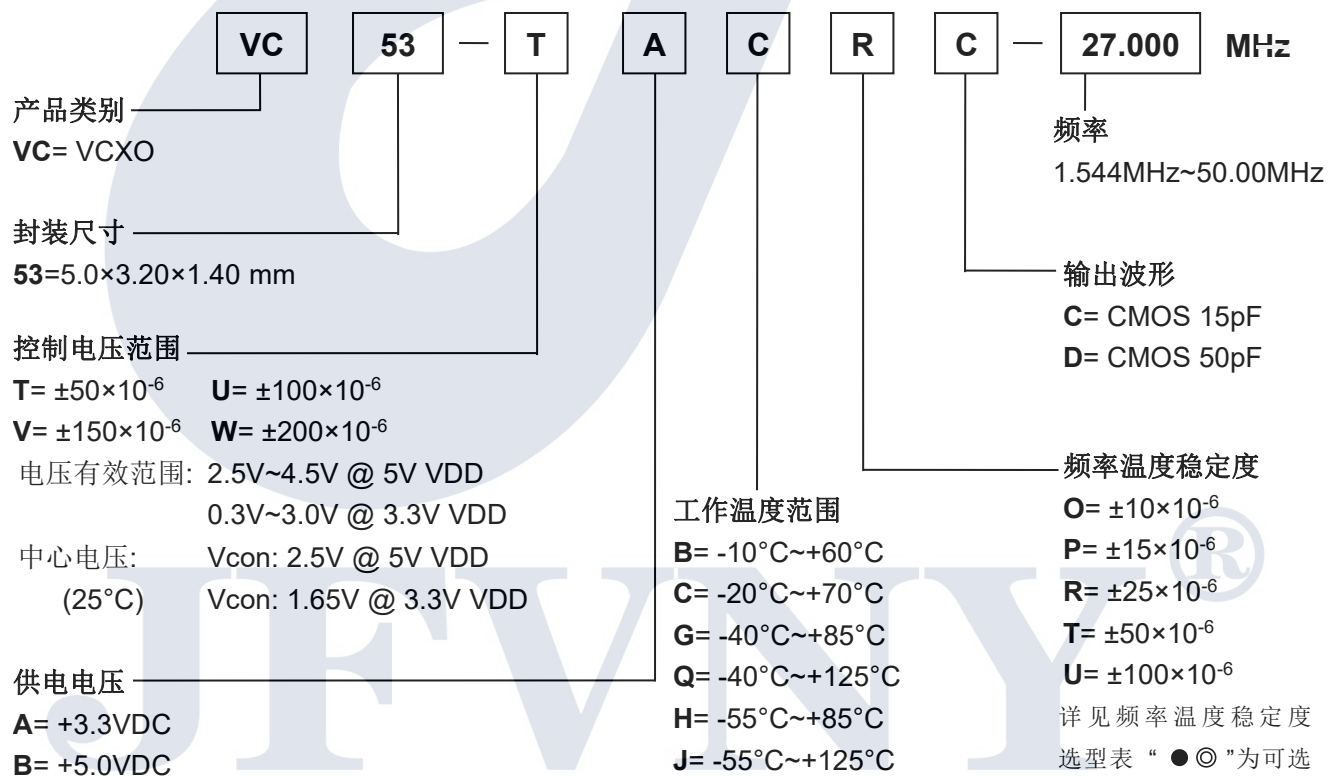 VC 53 — T A C R C — 27.000 MHz
产品类别
VC= VCXO
封装尺寸
53=5.0×3.20×1.40 mm
控制电压范围
T= ±50×10-6 U= ±100×10-6
V= ±150×10-6 W= ±200×10-6
电压有效范围: 2.5V~4.5V @ 5V VDD
0.3V~3.0V @ 3.3V VDD
中心电压: Vcon: 2.5V @ 5V VDD
(25°C) Vcon: 1.65V @ 3.3V VDD
供电电压
A= +3.3VDC
B= +5.0VDC
工作温度范围
B= -10°C~+60°C
C= -20°C~+70°C
G= -40°C~+85°C
Q= -40°C~+125°C
H= -55°C~+85°C
J= -55°C~+125°C
频率
1.544MHz~50.00MHz
输出波形
C= CMOS 15pF
D= CMOS 50pF
频率温度稳定度
O= ±10×10-6
P= ±15×10-6
R= ±25×10-6
T= ±50×10-6
U= ±100×10-6
详见频率温度稳定度
选型表 “ ● ◎ ”为可选
JFVNY®